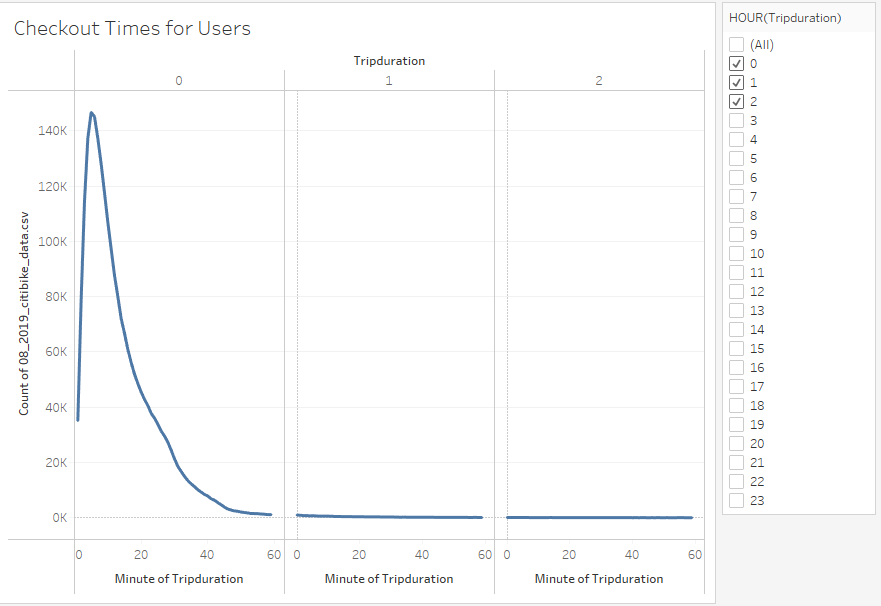 Checkout Times for Users
Tripduration
0 1 2
140K
120K
100K
80K
60K
40K
20K
0K
Count of 08_2019_citibike_data.csv
0 20 40 60 0 20 40 60 0 20 40 60
Minute of Tripduration Minute of Tripduration Minute of Tripduration
HOUR(Tripduration)
(All)
0
1
2
3
4
5
6
7
8
9
10
11
12
13
14
15
16
17
18
19
20
21
22
23